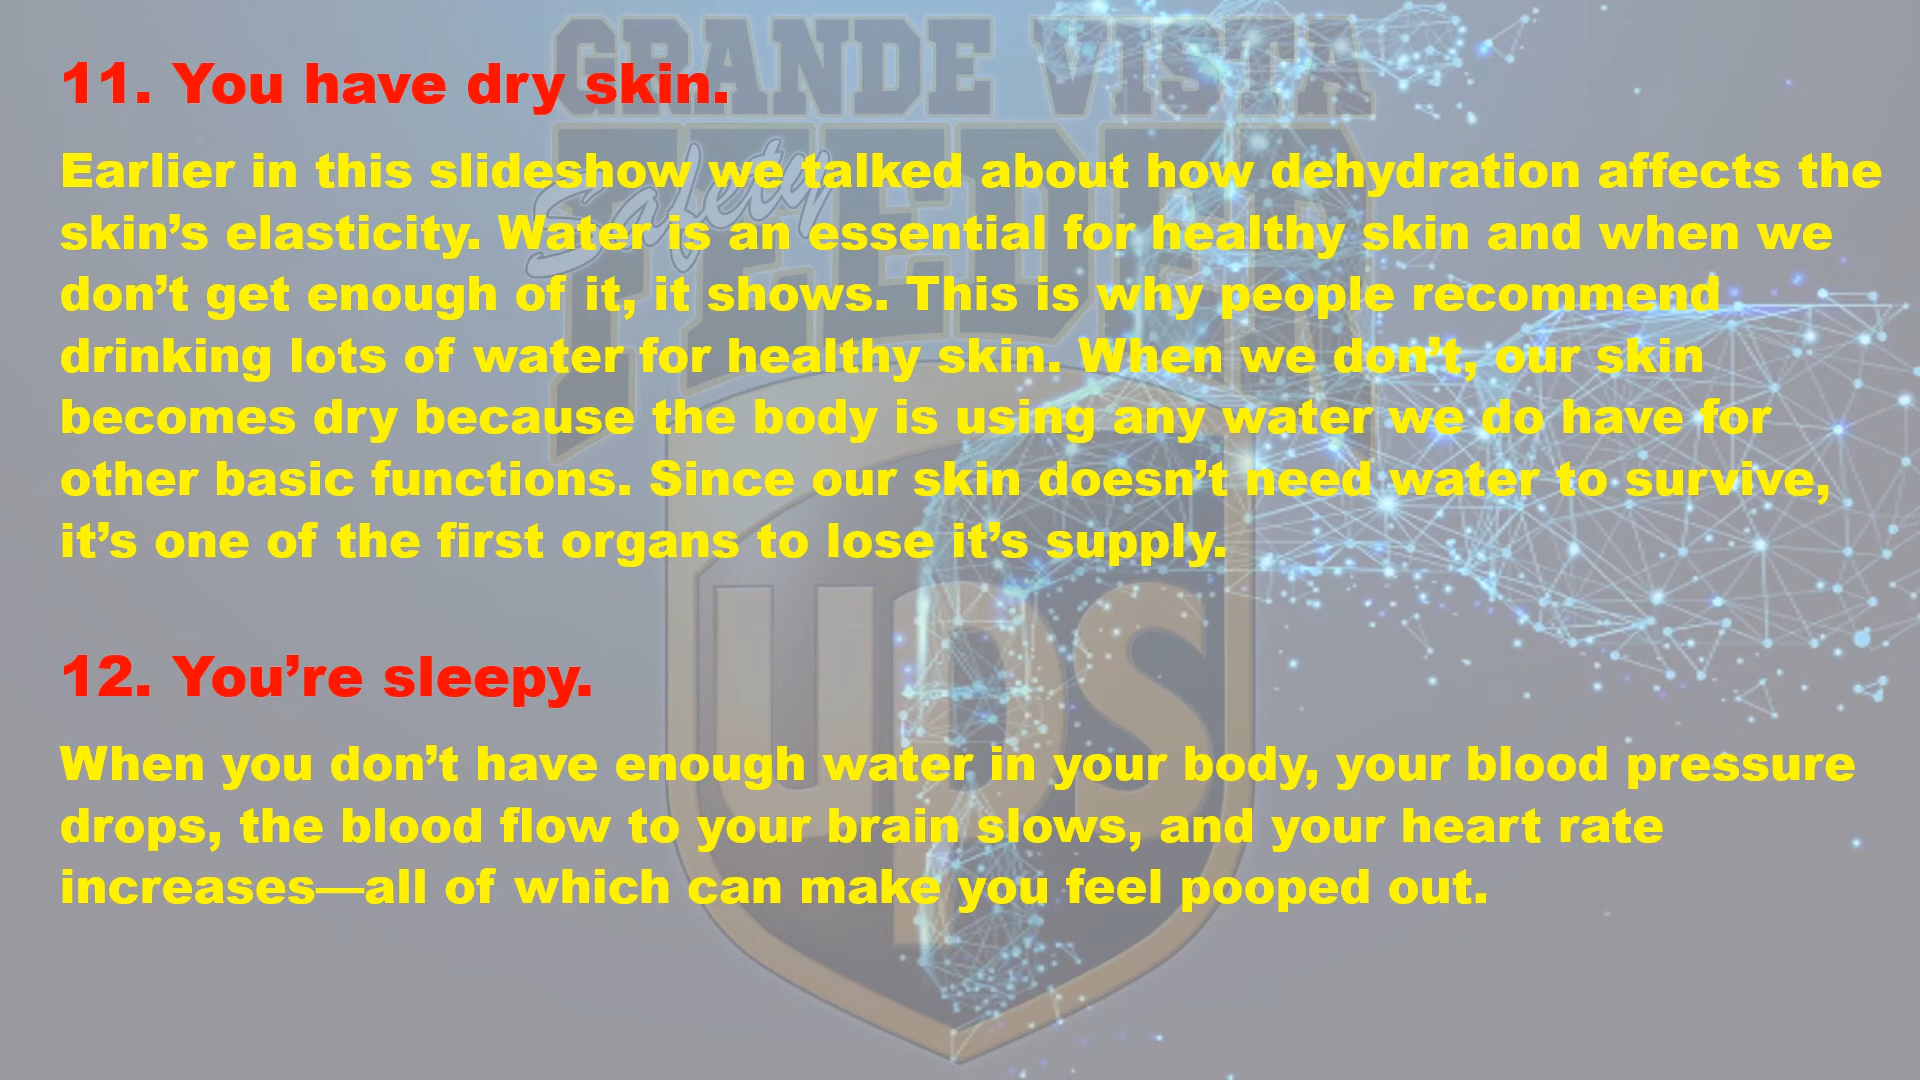 GRANDE VISTA
FEEDER
Safety
11. You have dry skin.
Earlier in this slideshow we talked about how dehydration affects the
skin’s elasticity. Water is an essential for healthy skin and when we
don’t get enough of it, it shows. This is why people recommend
drinking lots of water for healthy skin. When we don’t, our skin
becomes dry because the body is using any water we do have for
other basic functions. Since our skin doesn’t need water to survive,
it’s one of the first organs to lose it’s supply.
ups
12. You’re sleepy.
When you don’t have enough water in your body, your blood pressure
drops, the blood flow to your brain slows, and your heart rate
increases—all of which can make you feel pooped out.